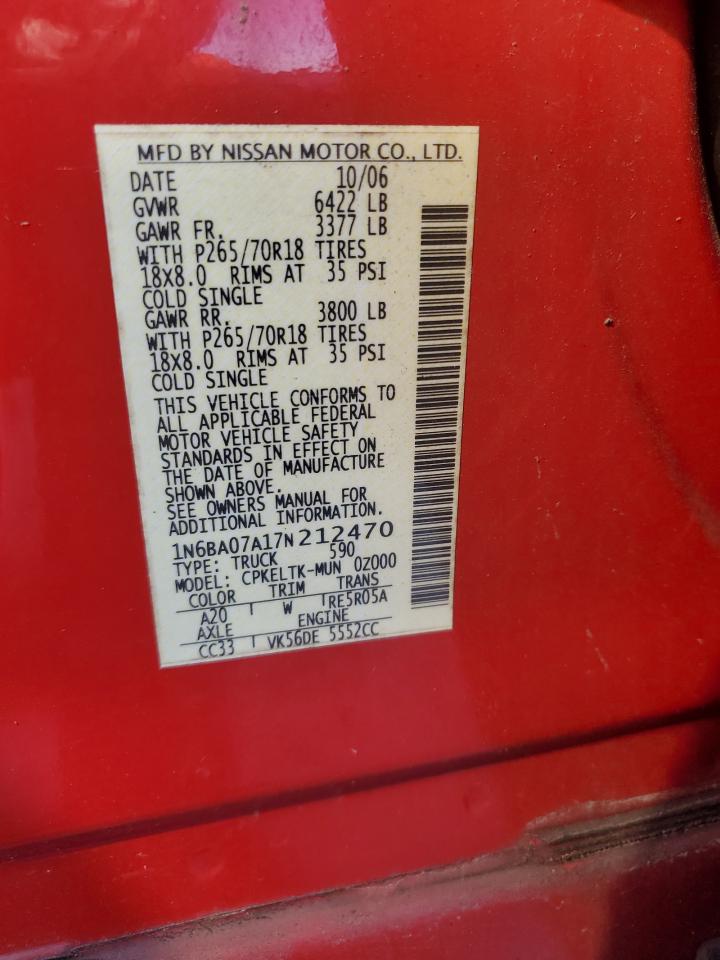 MFD BY NISSAN MOTOR CO., LTD.
DATE 10/06
GVWR 6422 LB
GAWR FR. 3377 LB
WITH P265/70R18 TIRES
18X8.0 RIMS AT 35 PSI
COLD SINGLE
GAWR RR. 3800 LB
WITH P265/70R18 TIRES
18X8.0 RIMS AT 35 PSI
COLD SINGLE
THIS VEHICLE CONFORMS TO
ALL APPLICABLE FEDERAL
MOTOR VEHICLE SAFETY
STANDARDS IN EFFECT ON
THE DATE OF MANUFACTURE
SHOWN ABOVE.
SEE OWNERS MANUAL FOR
ADDITIONAL INFORMATION.
1N6BA07A17N212470
TYPE: TRUCK 590
MODEL: CPKELTK-MUN 0Z000
COLOR TRIM TRANS
A20 W RE5R05A
AXLE ENGINE
CC33 VK56DE 5552CC